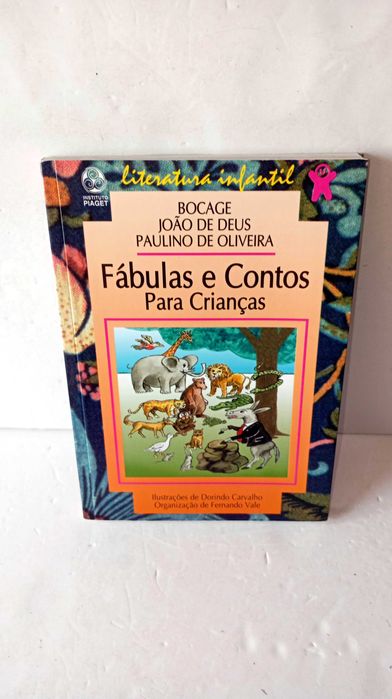 literatura infantil
INSTITUTO
PIAGET
BOCAGE
JOÃO DE DEUS
PAULINO DE OLIVEIRA
Fábulas e Contos
Para Crianças
Ilustrações de Dorindo Carvalho
Organização de Fernando Vale